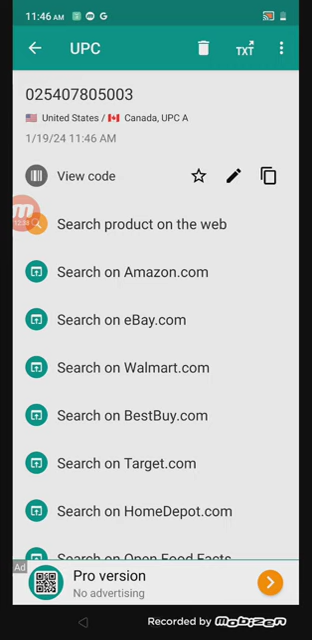 11:46 AM
UPC
TXT
025407805003
United States / Canada, UPC A
1/19/24 11:46 AM
View code
Search product on the web
Search on Amazon.com
Search on eBay.com
Search on Walmart.com
Search on BestBuy.com
Search on Target.com
Search on HomeDepot.com
Search on Open Food Facts
Ad
Pro version
No advertising
Recorded by Mobizen